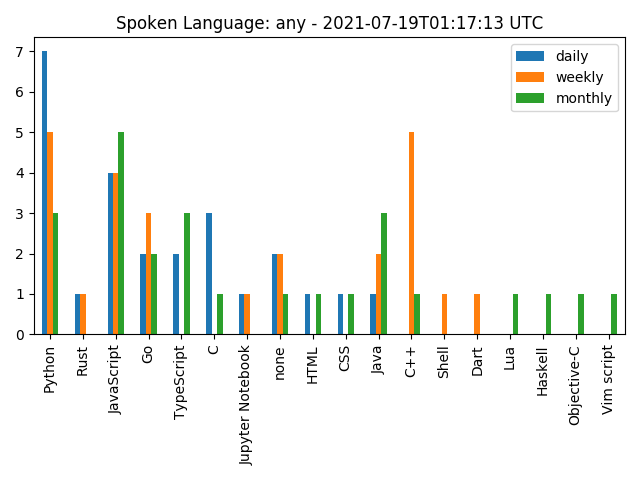 Spoken Language: any - 2021-07-19T01:17:13 UTC
daily
weekly
monthly
7
6
5
4
3
2
1
0
Python
Rust
JavaScript
Go
TypeScript
C
Jupyter Notebook
none
HTML
CSS
Java
C++
Shell
Dart
Lua
Haskell
Objective-C
Vim script